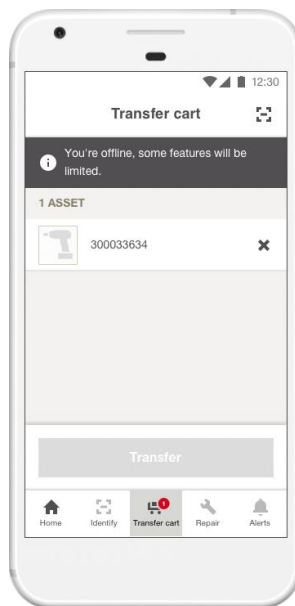 12:30
Transfer cart
You're offline, some features will be
limited.
1 ASSET
300033634
Transfer
1
Home Identify Transfer cart Repair Alerts